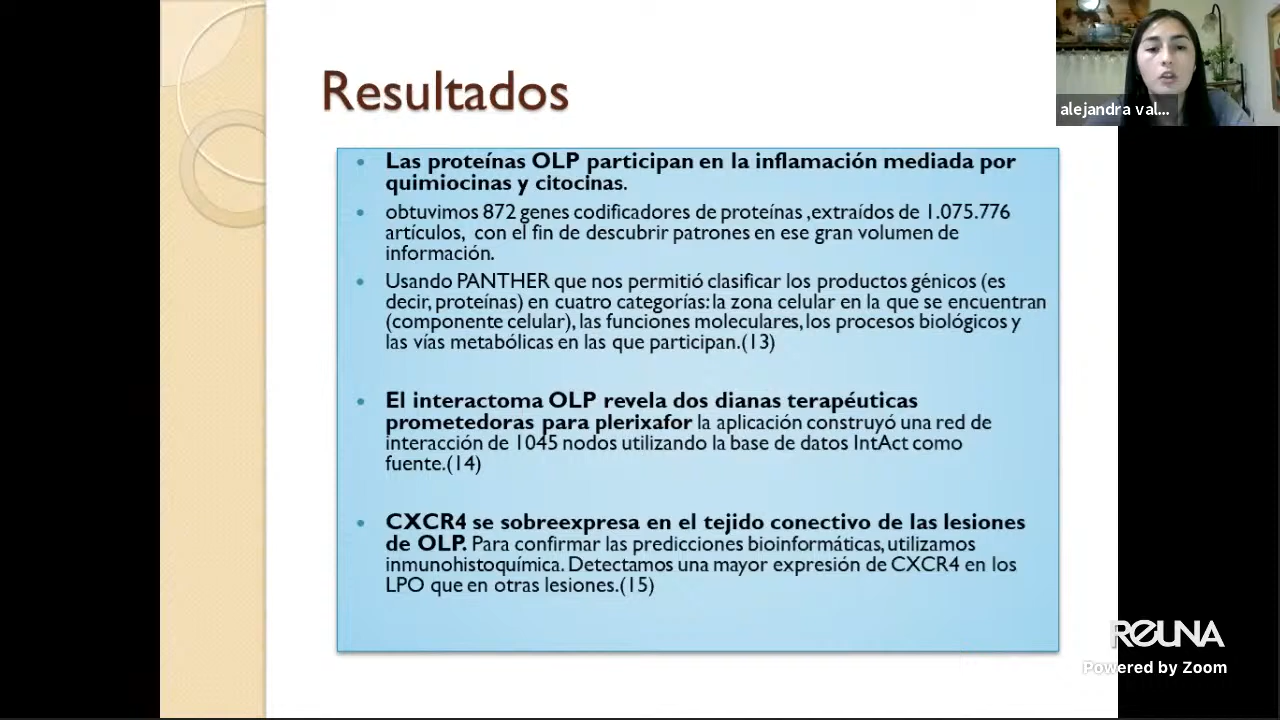 Resultados
alejandra val...
Las proteínas OLP participan en la inflamación mediada por
quimiocinas y citocinas.
obtuvimos 872 genes codificadores de proteínas ,extraídos de 1.075.776
artículos, con el fin de descubrir patrones en ese gran volumen de
información.
Usando PANTHER que nos permitió clasificar los productos génicos (es
decir, proteínas) en cuatro categorías: la zona celular en la que se encuentran
(componente celular), las funciones moleculares, los procesos biológicos y
las vías metabólicas en las que participan.(13)
El interactoma OLP revela dos dianas terapéuticas
prometedoras para plerixafor la aplicación construyó una red de
interacción de 1045 nodos utilizando la base de datos IntAct como
fuente.(14)
CXCR4 se sobreexpresa en el tejido conectivo de las lesiones
de OLP. Para confirmar las predicciones bioinformáticas, utilizamos
inmunohistoquímica. Detectamos una mayor expresión de CXCR4 en los
LPO que en otras lesiones.(15)
REUNA
Powered by Zoom